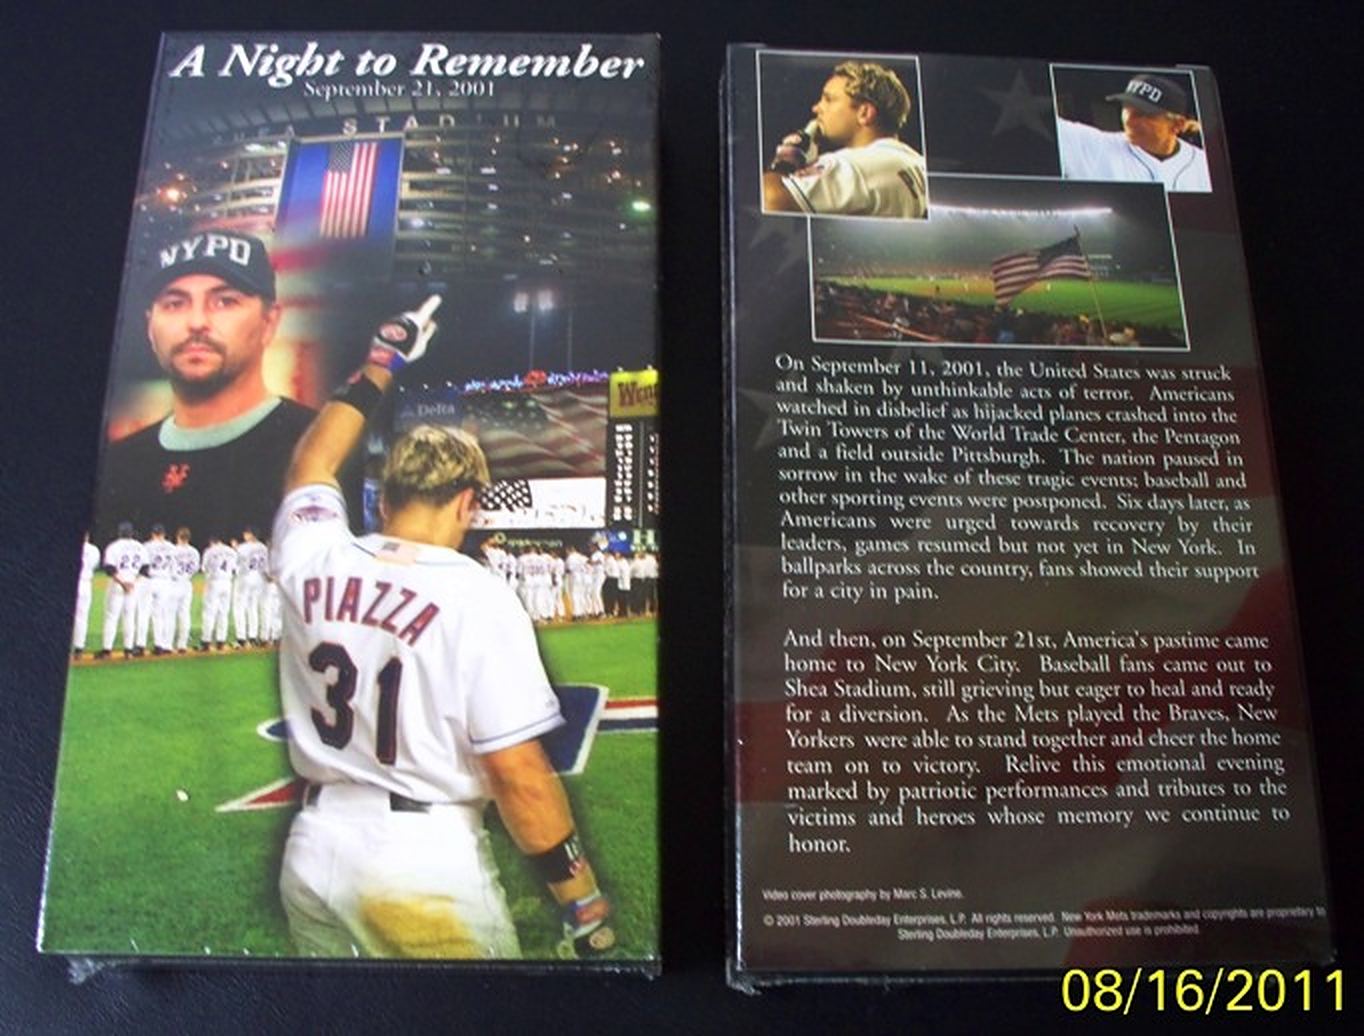 A Night to Remember
September 21, 2001
SHEA STADIUM
NYPD
Delta
PIAZZA
31
22
NYPD
On September 11, 2001, the United States was struck
and shaken by unthinkable acts of terror. Americans
watched in disbelief as hijacked planes crashed into the
Twin Towers of the World Trade Center, the Pentagon
and a field outside Pittsburgh. The nation paused in
sorrow in the wake of these tragic events; baseball and
other sporting events were postponed. Six days later, as
Americans were urged towards recovery by their
leaders, games resumed but not yet in New York. In
ballparks across the country, fans showed their support
for a city in pain.
And then, on September 21st, America's pastime came
home to New York City. Baseball fans came out to
Shea Stadium, still grieving but eager to heal and ready
for a diversion. As the Mets played the Braves, New
Yorkers were able to stand together and cheer the home
team on to victory. Relive this emotional evening
marked by patriotic performances and tributes to the
victims and heroes whose memory we continue to
honor.
Video cover photography by Marc S. Levine.
© 2001 Sterling Doubleday Enterprises, L.P. All rights reserved. New York Mets trademarks and copyrights are proprietary to
Sterling Doubleday Enterprises, L.P. Unauthorized use is prohibited.
08/16/2011